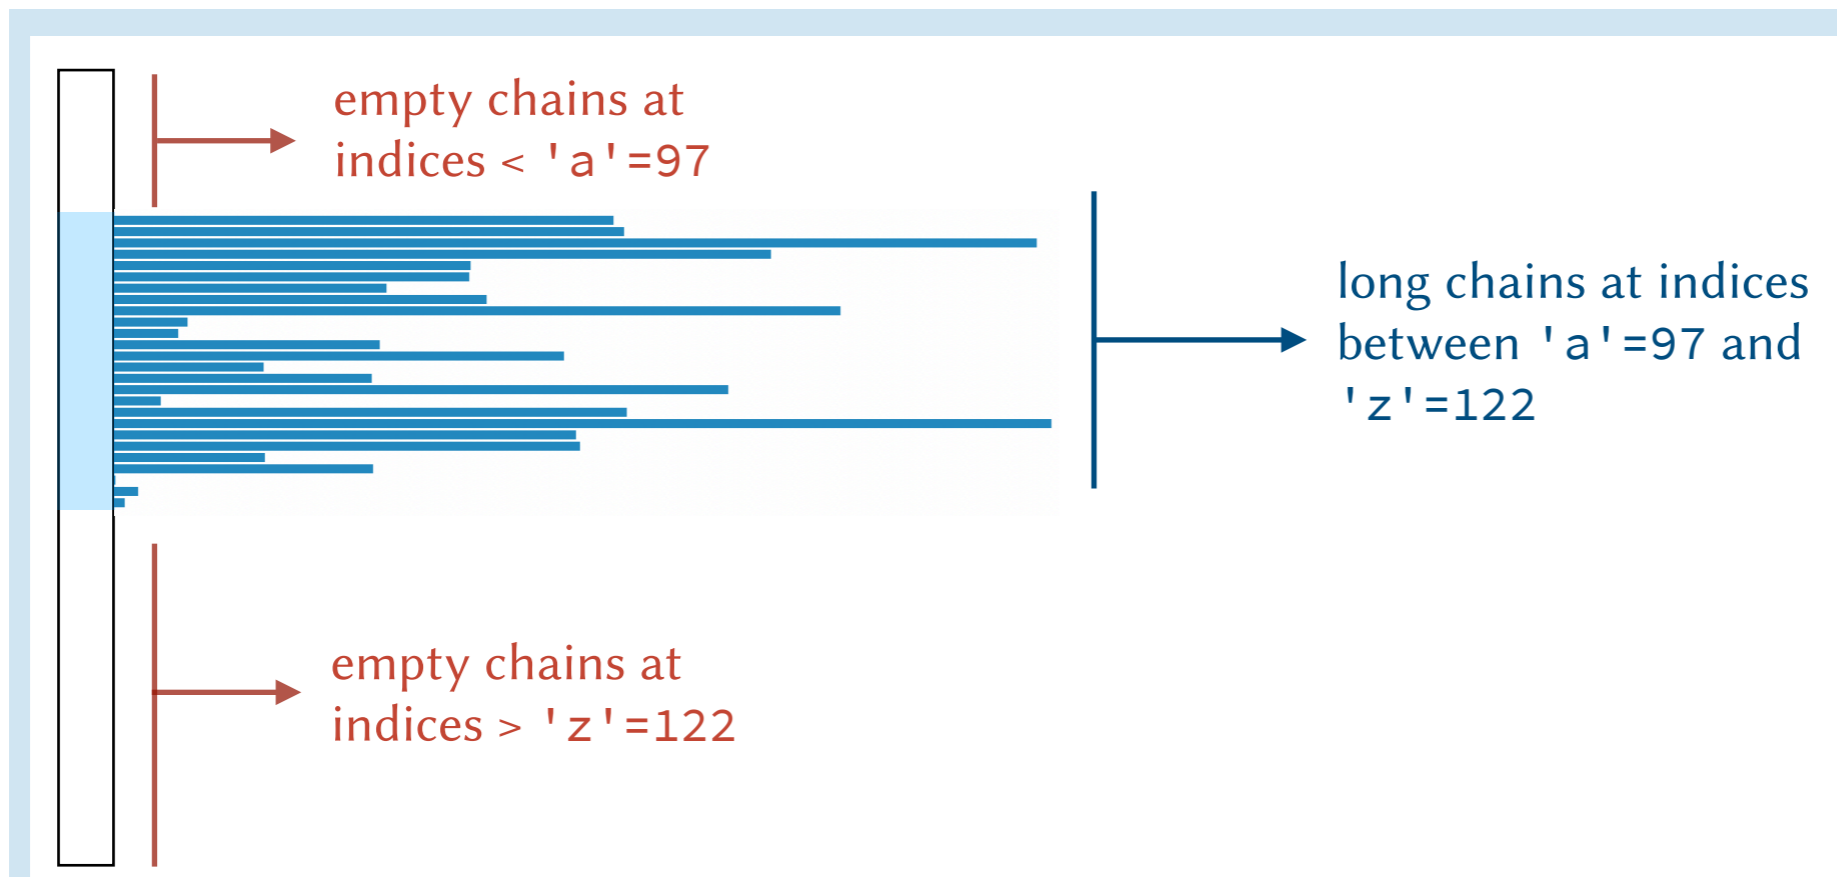 empty chains at
indices < 'a'=97
long chains at indices
between 'a'=97 and
'z'=122
empty chains at
indices > 'z'=122